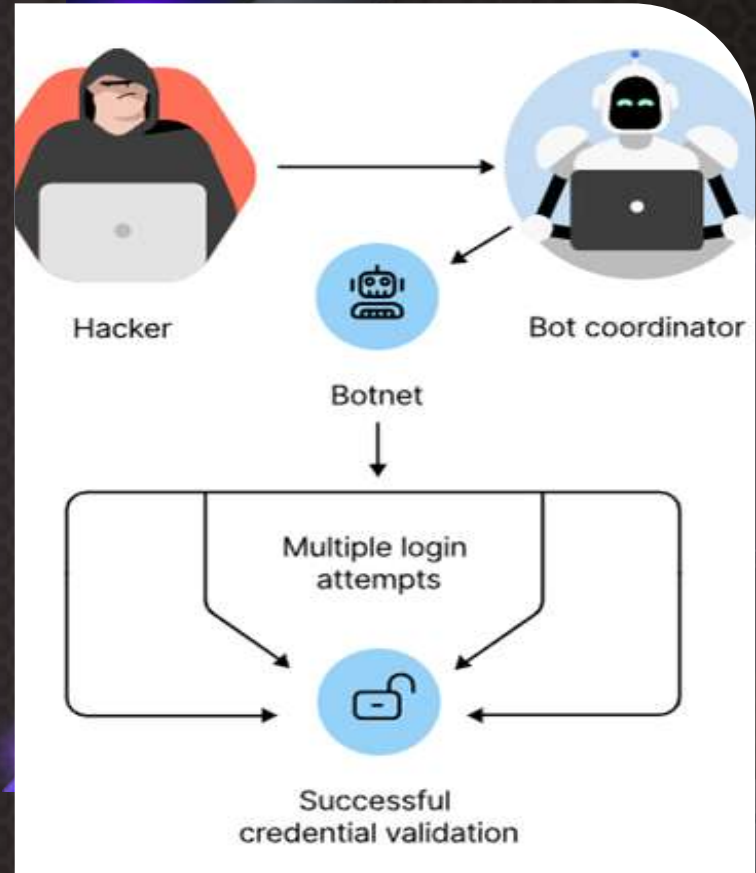 Hacker
Bot coordinator
Botnet
Multiple login
attempts
Successful
credential validation